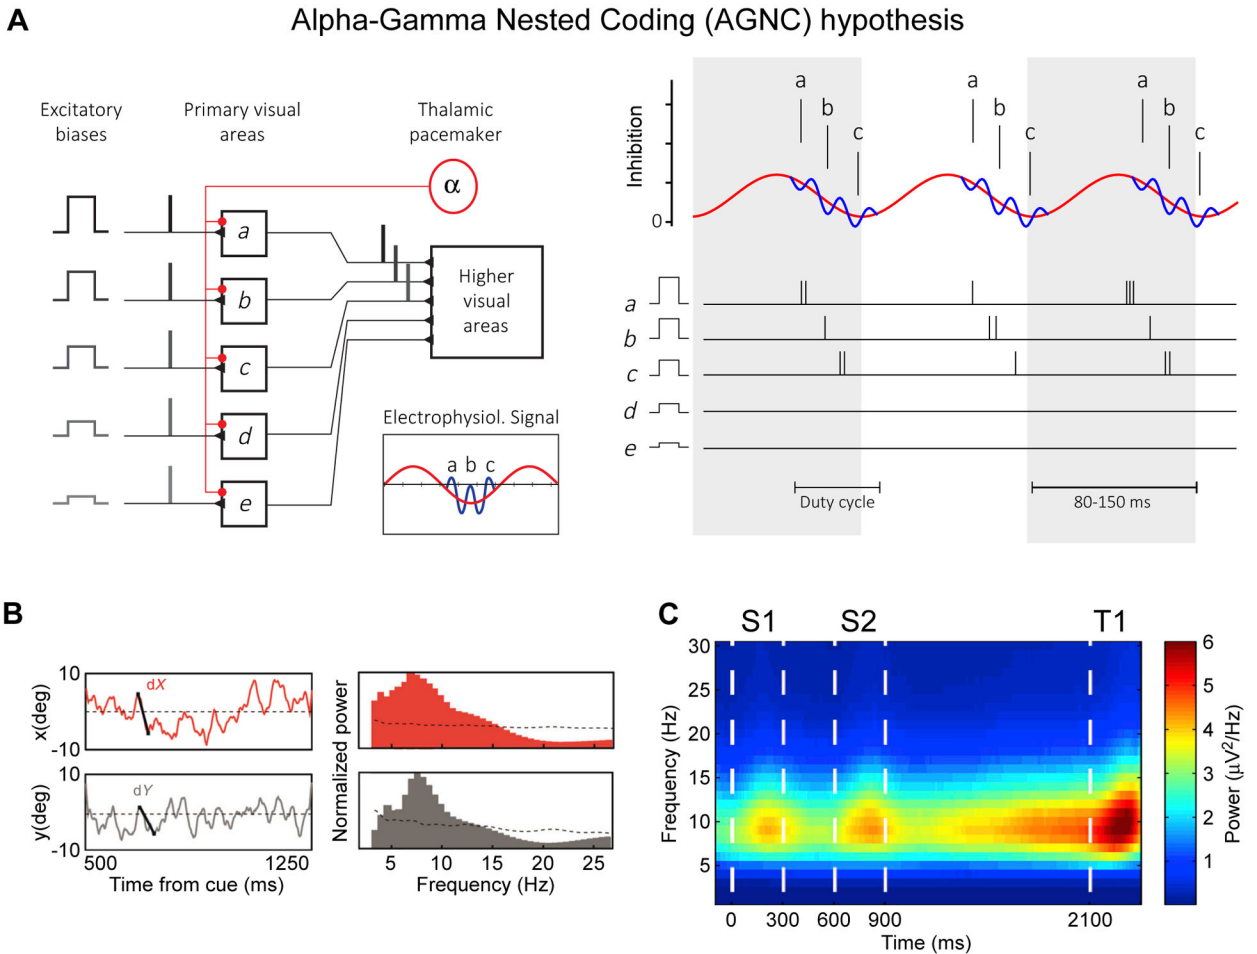 A
Alpha-Gamma Nested Coding (AGNC) hypothesis
Excitatory
biases
Primary visual
areas
Thalamic
pacemaker
α
a
b
c
d
e
Higher
visual
areas
Electrophysiol. Signal
a b c
Inhibition
0
a
b
c
a
b
c
a
b
c
a
b
c
d
e
Duty cycle
80-150 ms
B
10
x(deg)
-10
dX
10
y(deg)
-10
dY
500 1250
Time from cue (ms)
Normalized power
5 10 15 20 25
Frequency (Hz)
C
S1 S2 T1
30
25
20
15
10
5
Frequency (Hz)
0 300 600 900 2100
Time (ms)
6
5
4
3
2
1
Power (μV²/Hz)